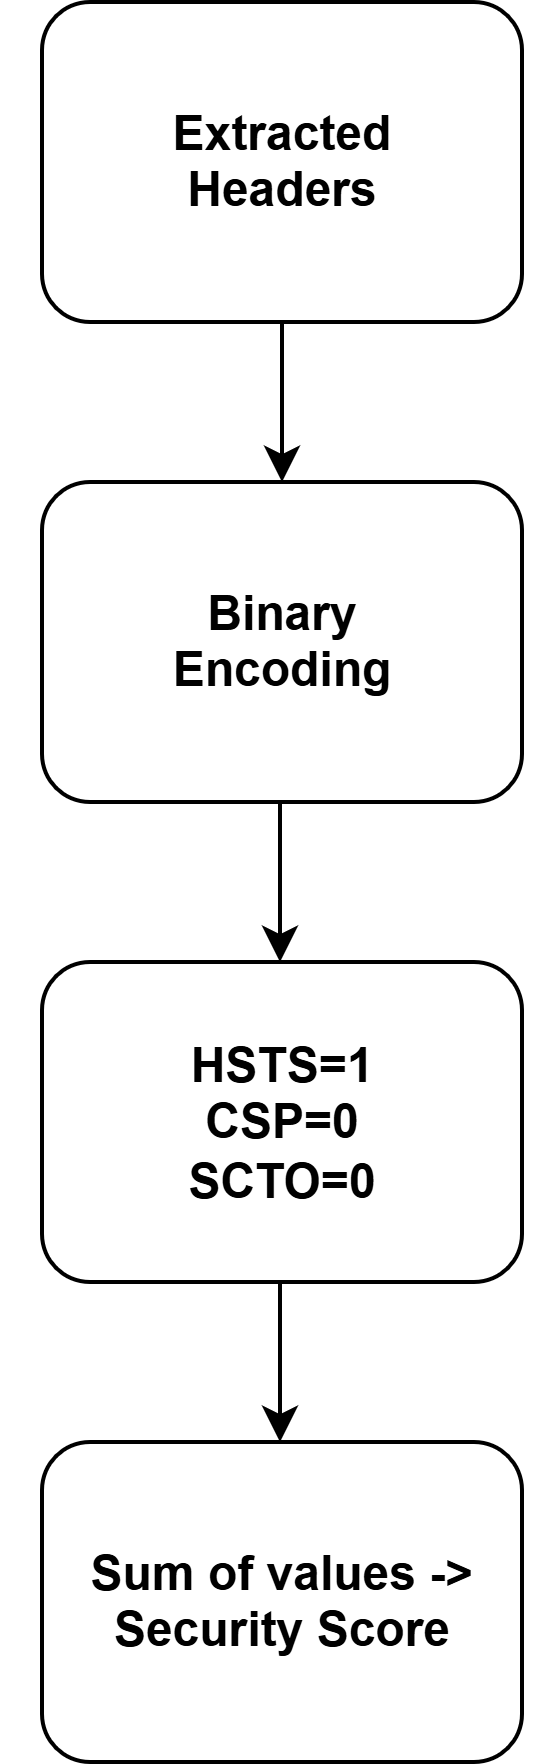 Extracted
Headers
Binary
Encoding
HSTS=1
CSP=0
SCTO=0
Sum of values ->
Security Score